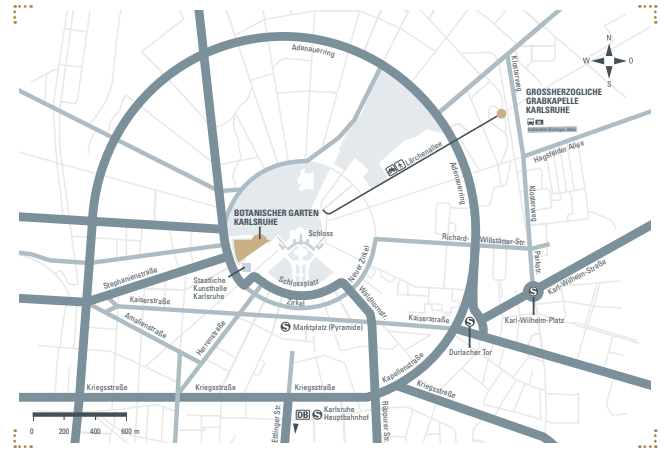 Adenauerring
N
W
O
S
Klosterweg
GROSSHERZOGLICHE
GRABKAPELLE
KARLSRUHE
Lärchenallee
Hagsfelder Allee
Adenauerring
Klosterweg
BOTANISCHER GARTEN
KARLSRUHE
Schloss
Richard-Willstätter-Str.
Neuer Zirkel
Parkstr.
Stephanienstraße
Staatliche
Kunsthalle
Karlsruhe
Schlossplatz
Zirkel
Waldhornstr.
Karl-Wilhelm-Straße
S
Karl-Wilhelm-Platz
Kaiserstraße
Amalienstraße
Herrenstraße
S Marktplatz (Pyramide)
Kaiserstraße
S
Durlacher Tor
Kapellenstraße
Kriegsstraße
Kriegsstraße
Kriegsstraße
Kriegsstraße
Ettlinger Str.
DB S Karlsruhe
Hauptbahnhof
Rüppurer Str.
0 200 400 600 m